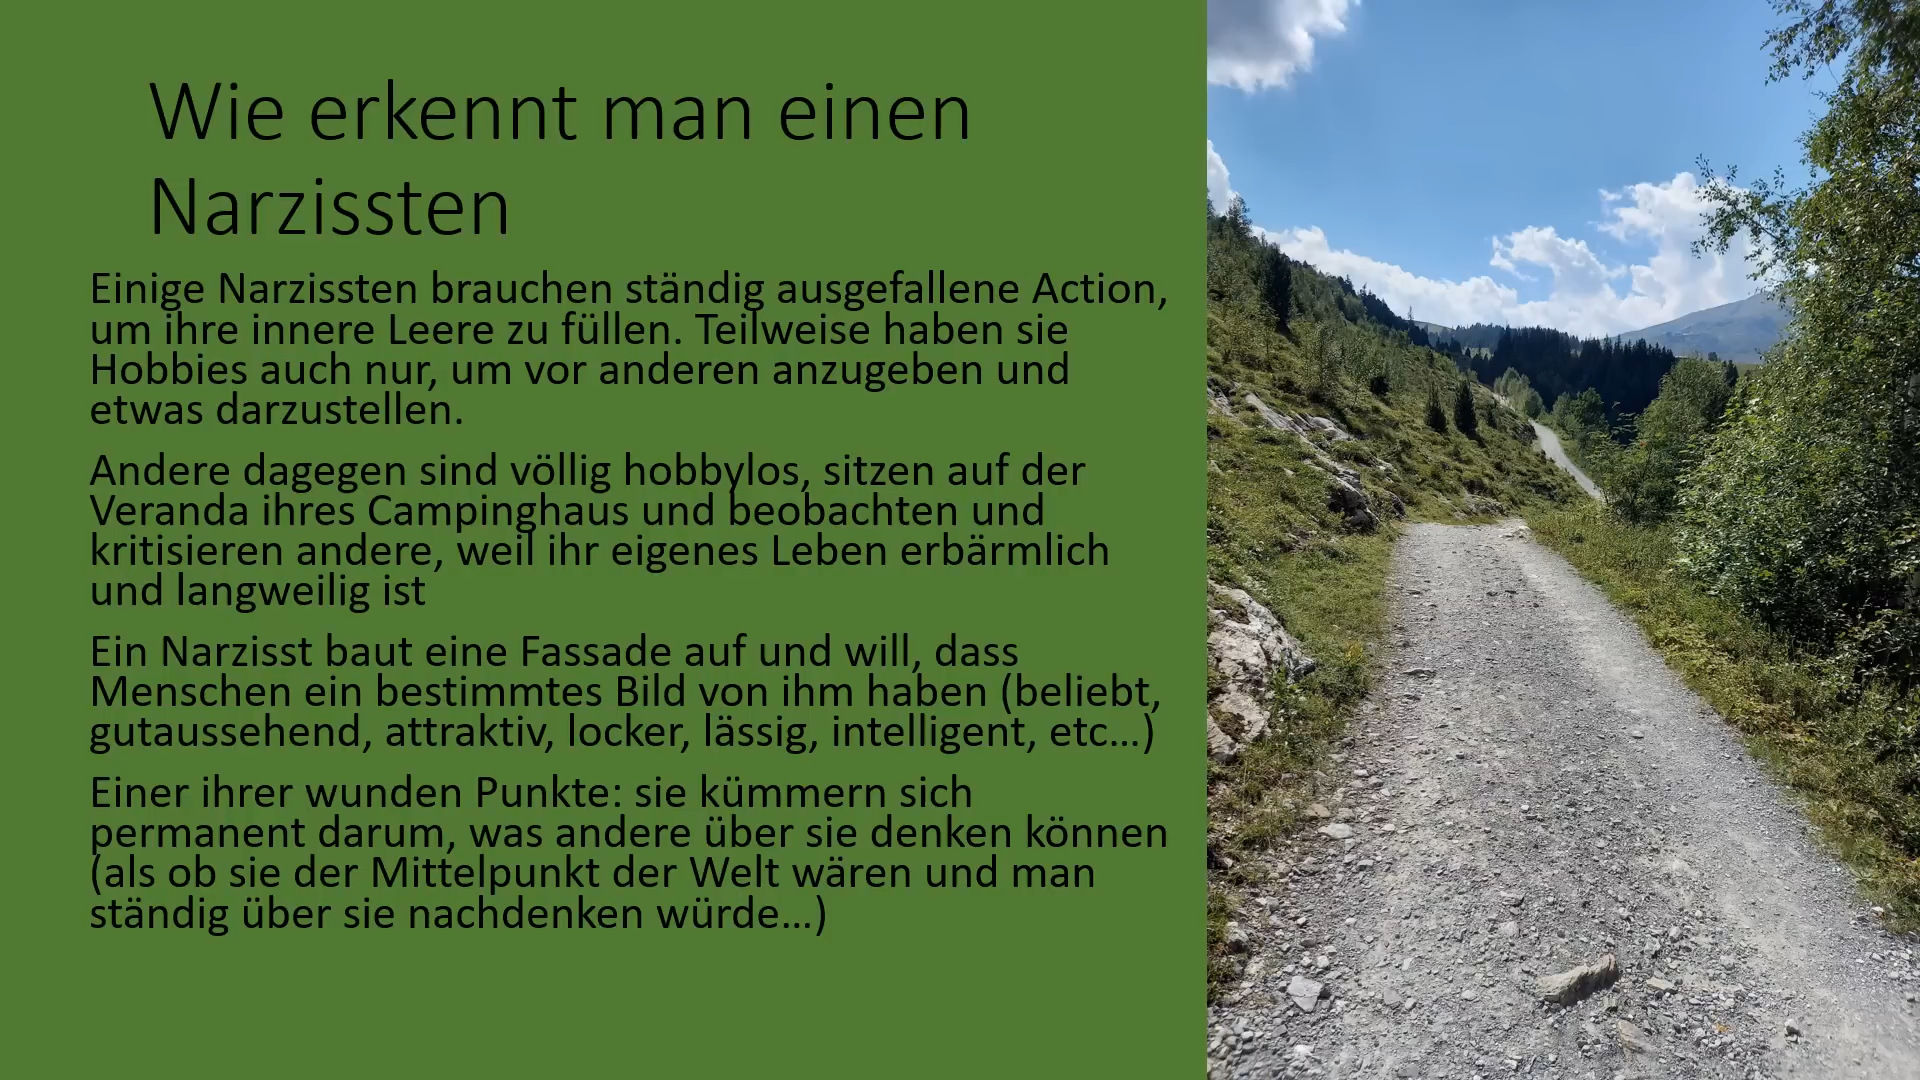 Wie erkennt man einen
Narzissten
Einige Narzissten brauchen ständig ausgefallene Action,
um ihre innere Leere zu füllen. Teilweise haben sie
Hobbies auch nur, um vor anderen anzugeben und
etwas darzustellen.
Andere dagegen sind völlig hobbylos, sitzen auf der
Veranda ihres Campinghaus und beobachten und
kritisieren andere, weil ihr eigenes Leben erbärmlich
und langweilig ist
Ein Narzisst baut eine Fassade auf und will, dass
Menschen ein bestimmtes Bild von ihm haben (beliebt,
gutaussehend, attraktiv, locker, lässig, intelligent, etc…)
Einer ihrer wunden Punkte: sie kümmern sich
permanent darum, was andere über sie denken können
(als ob sie der Mittelpunkt der Welt wären und man
ständig über sie nachdenken würde…)